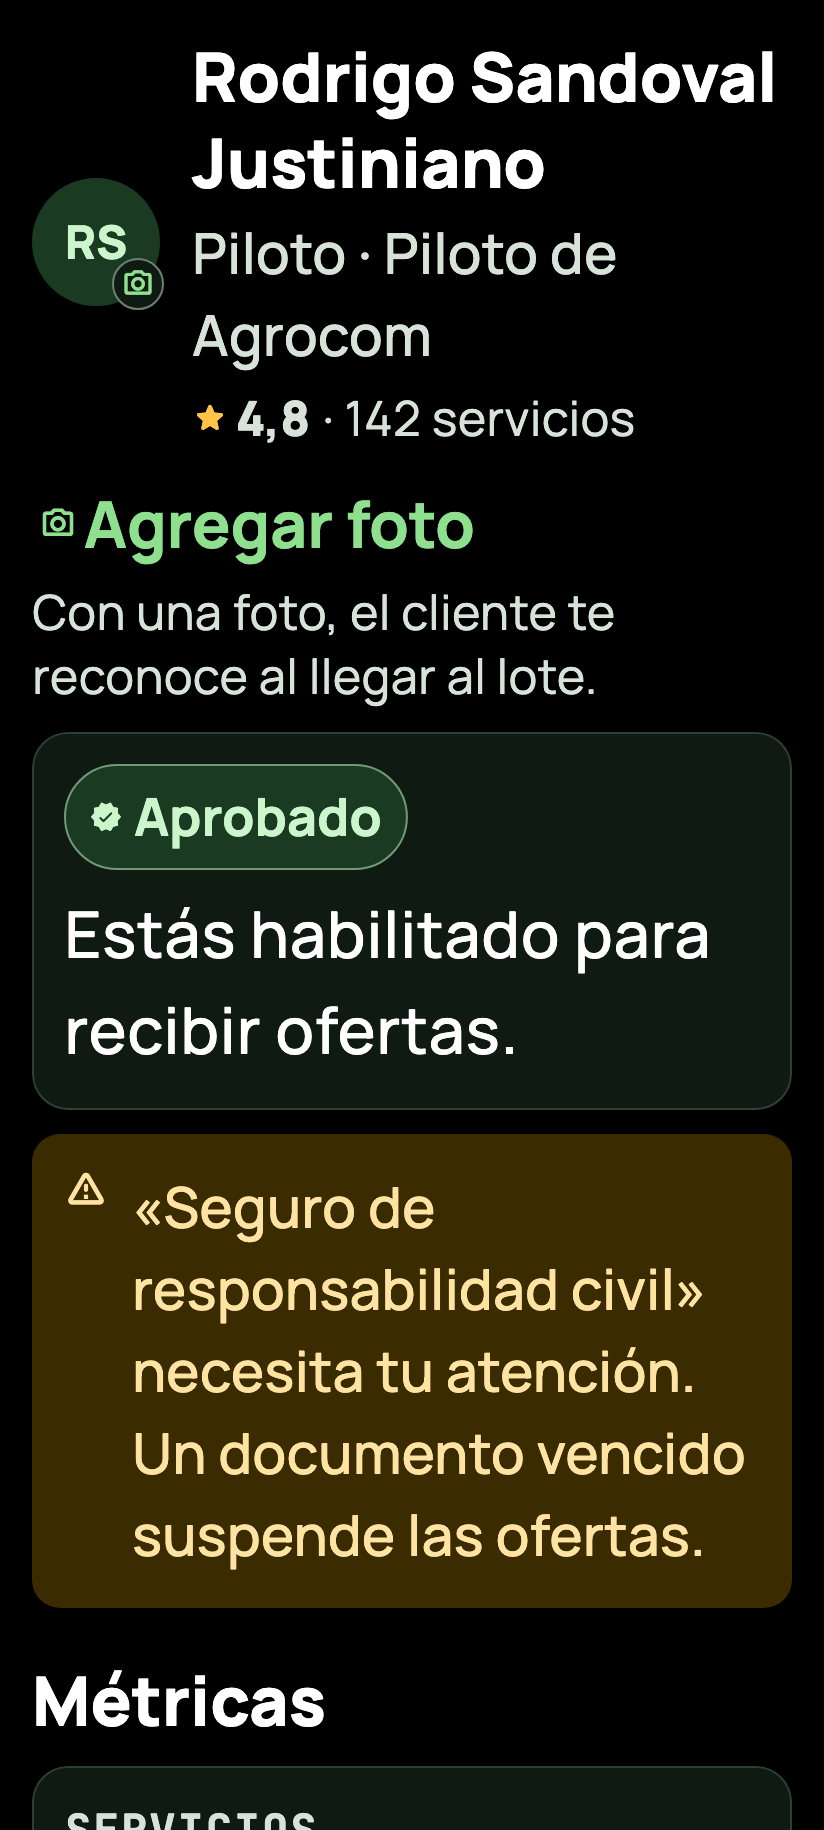 Rodrigo Sandoval
Justiniano
RS
Piloto · Piloto de
Agrocom
4,8 · 142 servicios
Agregar foto
Con una foto, el cliente te
reconoce al llegar al lote.
Aprobado
Estás habilitado para
recibir ofertas.
«Seguro de
responsabilidad civil»
necesita tu atención.
Un documento vencido
suspende las ofertas.
Métricas
SERVICIOS